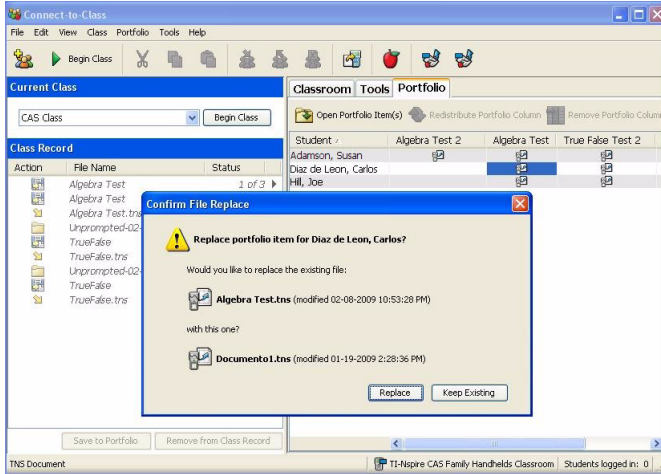 Connect-to-Class
File Edit View Class Portfolio Tools Help
Begin Class
Current Class
CAS Class
Begin Class
Class Record
Action File Name Status
Algebra Test 1 of 3
Algebra Test
Algebra Test.tns
Unprompted-02-
TrueFalse
TrueFalse.tns
Unprompted-02-
TrueFalse
TrueFalse.tns
Save to Portfolio Remove from Class Record
Classroom Tools Portfolio
Open Portfolio Item(s) Redistribute Portfolio Column Remove Portfolio Colum
Student Algebra Test 2 Algebra Test True False Test 2
Adamson, Susan
Diaz de Leon, Carlos
Hill, Joe
Confirm File Replace
Replace portfolio item for Diaz de Leon, Carlos?
Would you like to replace the existing file:
Algebra Test.tns (modified 02-08-2009 10:53:28 PM)
with this one?
Documento1.tns (modified 01-19-2009 2:28:36 PM)
Replace Keep Existing
TNS Document TI-Nspire CAS Family Handhelds Classroom Students logged in: 0